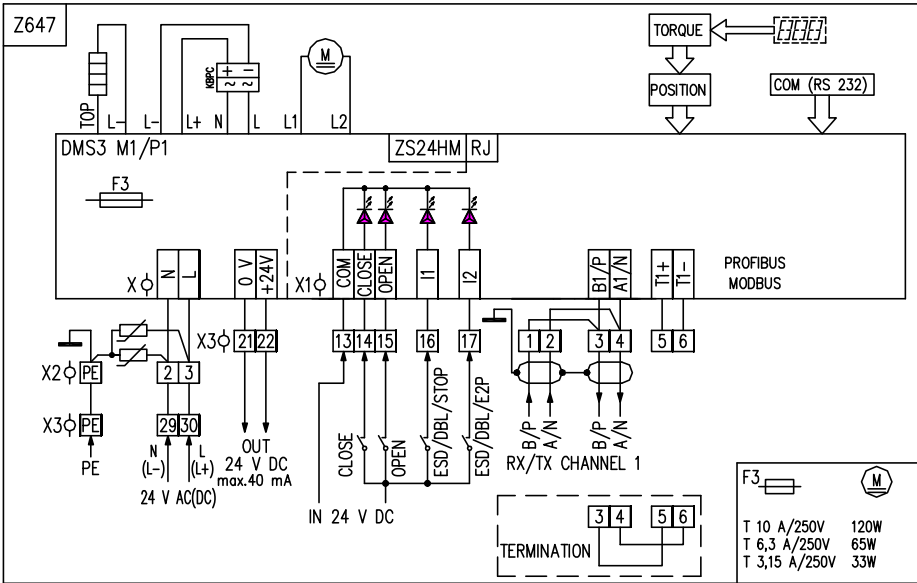 Z647
TORQUE
POSITION
COM (RS 232)
KBPC
+ −
~ ~
M
TOP L− L− L+ N L L1 L2
DMS3 M1/P1
ZS24HM RJ
F3
X N L
0 V +24V
X1 COM CLOSE OPEN I1 I2
B1/P A1/N T1+ T1−
PROFIBUS
MODBUS
X3 21 22
13 14 15 16 17
1 2 3 4 5 6
X2 PE 2 3
X3 PE 29 30
PE
N
(L−)
L
(L+)
24 V AC(DC)
OUT
24 V DC
max.40 mA
CLOSE
OPEN
ESD/DBL/STOP
ESD/DBL/E2P
IN 24 V DC
B/P A/N B/P A/N
RX/TX CHANNEL 1
3 4 5 6
TERMINATION
F3 M
T 10 A/250V 120W
T 6,3 A/250V 65W
T 3,15 A/250V 33W